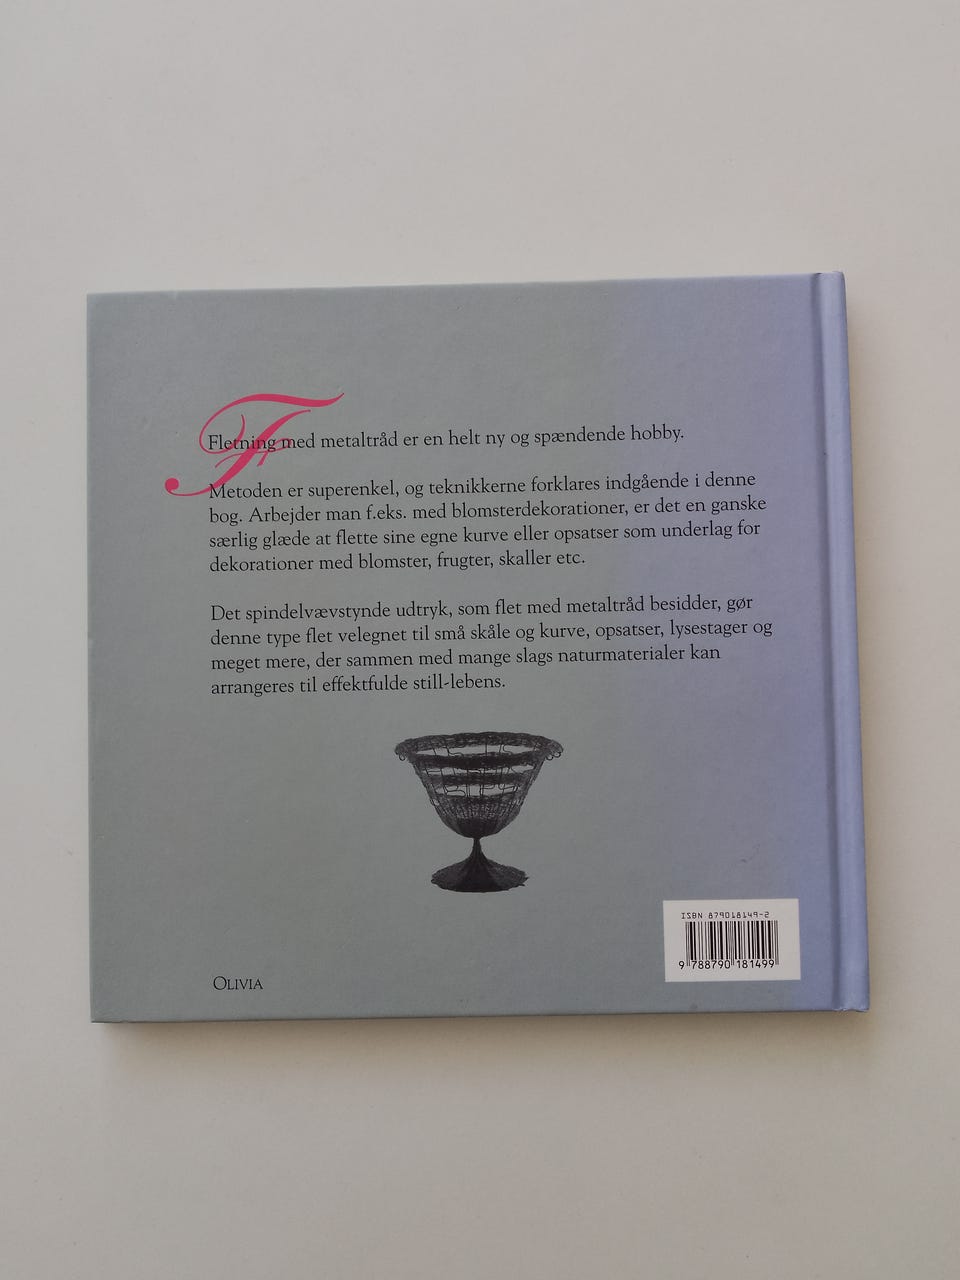 F
Fletning med metaltråd er en helt ny og spændende hobby.
Metoden er superenkel, og teknikkerne forklares indgående i denne
bog. Arbejder man f.eks. med blomsterdekorationer, er det en ganske
særlig glæde at flette sine egne kurve eller opsatser som underlag for
dekorationer med blomster, frugter, skaller etc.
Det spindelvævstynde udtryk, som flet med metaltråd besidder, gør
denne type flet velegnet til små skåle og kurve, opsatser, lysestager og
meget mere, der sammen med mange slags naturmaterialer kan
arrangeres til effektfulde still-lebens.
ISBN 879018149-2
9 788790 181499
OLIVIA